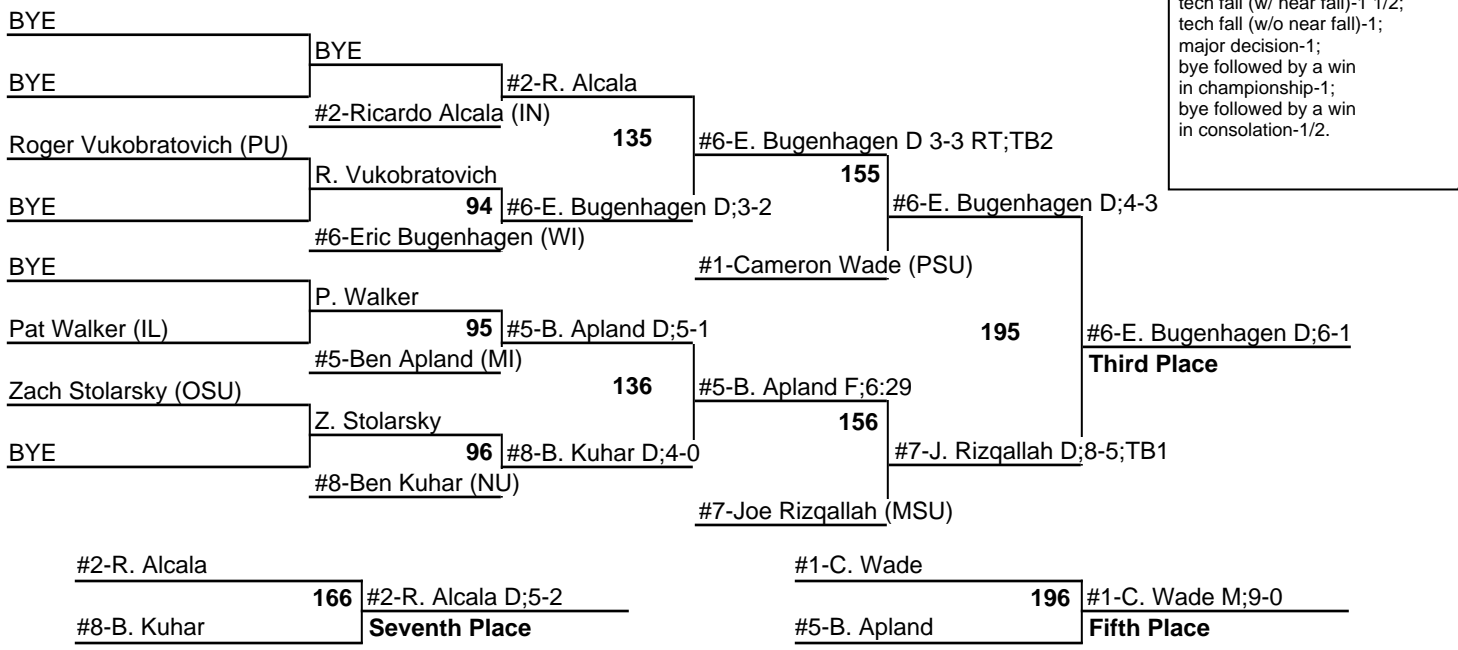 tech fall (w/ near fall)-1 1/2;
tech fall (w/o near fall)-1;
major decision-1;
bye followed by a win
in championship-1;
bye followed by a win
in consolation-1/2.
BYE
BYE
BYE
#2-R. Alcala
#2-Ricardo Alcala (IN)
135
#6-E. Bugenhagen D 3-3 RT;TB2
Roger Vukobratovich (PU)
R. Vukobratovich
155
94
#6-E. Bugenhagen D;3-2
#6-E. Bugenhagen D;4-3
BYE
#6-Eric Bugenhagen (WI)
BYE
#1-Cameron Wade (PSU)
P. Walker
Pat Walker (IL)
95
#5-B. Apland D;5-1
195
#6-E. Bugenhagen D;6-1
Third Place
#5-Ben Apland (MI)
136
#5-B. Apland F;6:29
Zach Stolarsky (OSU)
Z. Stolarsky
156
BYE
96
#8-B. Kuhar D;4-0
#7-J. Rizqallah D;8-5;TB1
#8-Ben Kuhar (NU)
#7-Joe Rizqallah (MSU)
#2-R. Alcala
166
#2-R. Alcala D;5-2
#8-B. Kuhar
Seventh Place
#1-C. Wade
196
#1-C. Wade M;9-0
#5-B. Apland
Fifth Place